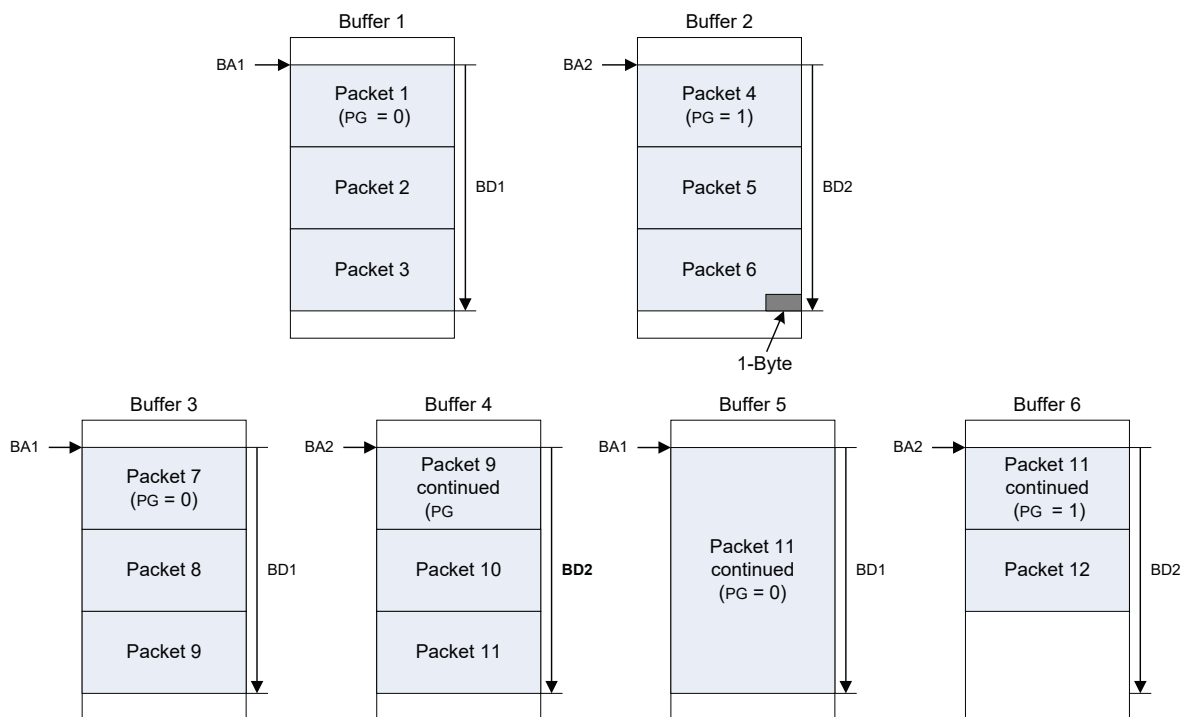 Buffer 1
BA1
Packet 1
(PG = 0)
Packet 2
Packet 3
BD1
Buffer 2
BA2
Packet 4
(PG = 1)
Packet 5
Packet 6
BD2
1-Byte
Buffer 3
BA1
Packet 7
(PG = 0)
Packet 8
Packet 9
BD1
Buffer 4
BA2
Packet 9
continued
(PG
Packet 10
Packet 11
BD2
Buffer 5
BA1
Packet 11
continued
(PG = 0)
BD1
Buffer 6
BA2
Packet 11
continued
(PG = 1)
Packet 12
BD2